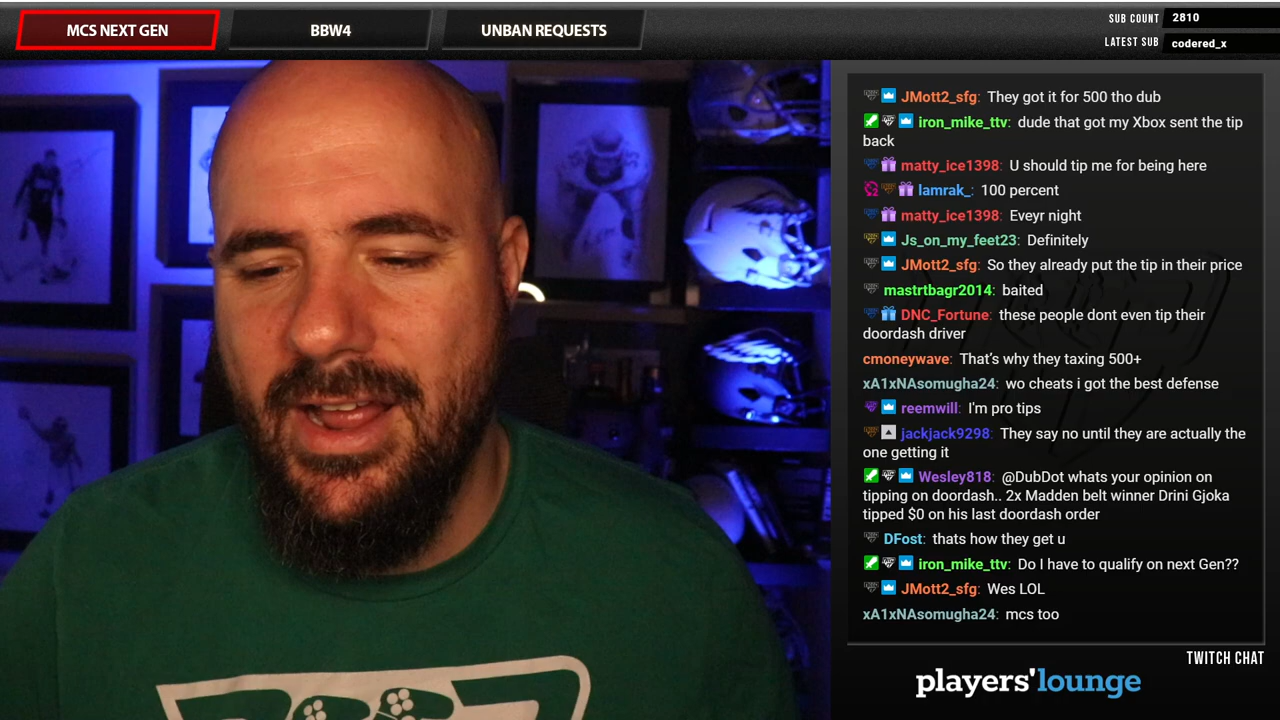 MCS NEXT GEN
BBW4
UNBAN REQUESTS
SUB COUNT 2810
LATEST SUB codered_x
JMott2_sfg: They got it for 500 tho dub
iron_mike_ttv: dude that got my Xbox sent the tip
back
matty_ice1398: U should tip me for being here
lamrak_: 100 percent
matty_ice1398: Eveyr night
Js_on_my_feet23: Definitely
JMott2_sfg: So they already put the tip in their price
mastrtbagr2014: baited
DNC_Fortune: these people dont even tip their
doordash driver
cmoneywave: That's why they taxing 500+
xA1xNAsomugha24: wo cheats i got the best defense
reemwill: I'm pro tips
jackjack9298: They say no until they are actually the
one getting it
Wesley818: @DubDot whats your opinion on
tipping on doordash.. 2x Madden belt winner Drini Gjoka
tipped $0 on his last doordash order
DFost: thats how they get u
iron_mike_ttv: Do I have to qualify on next Gen??
JMott2_sfg: Wes LOL
xA1xNAsomugha24: mcs too
TWITCH CHAT
players'lounge